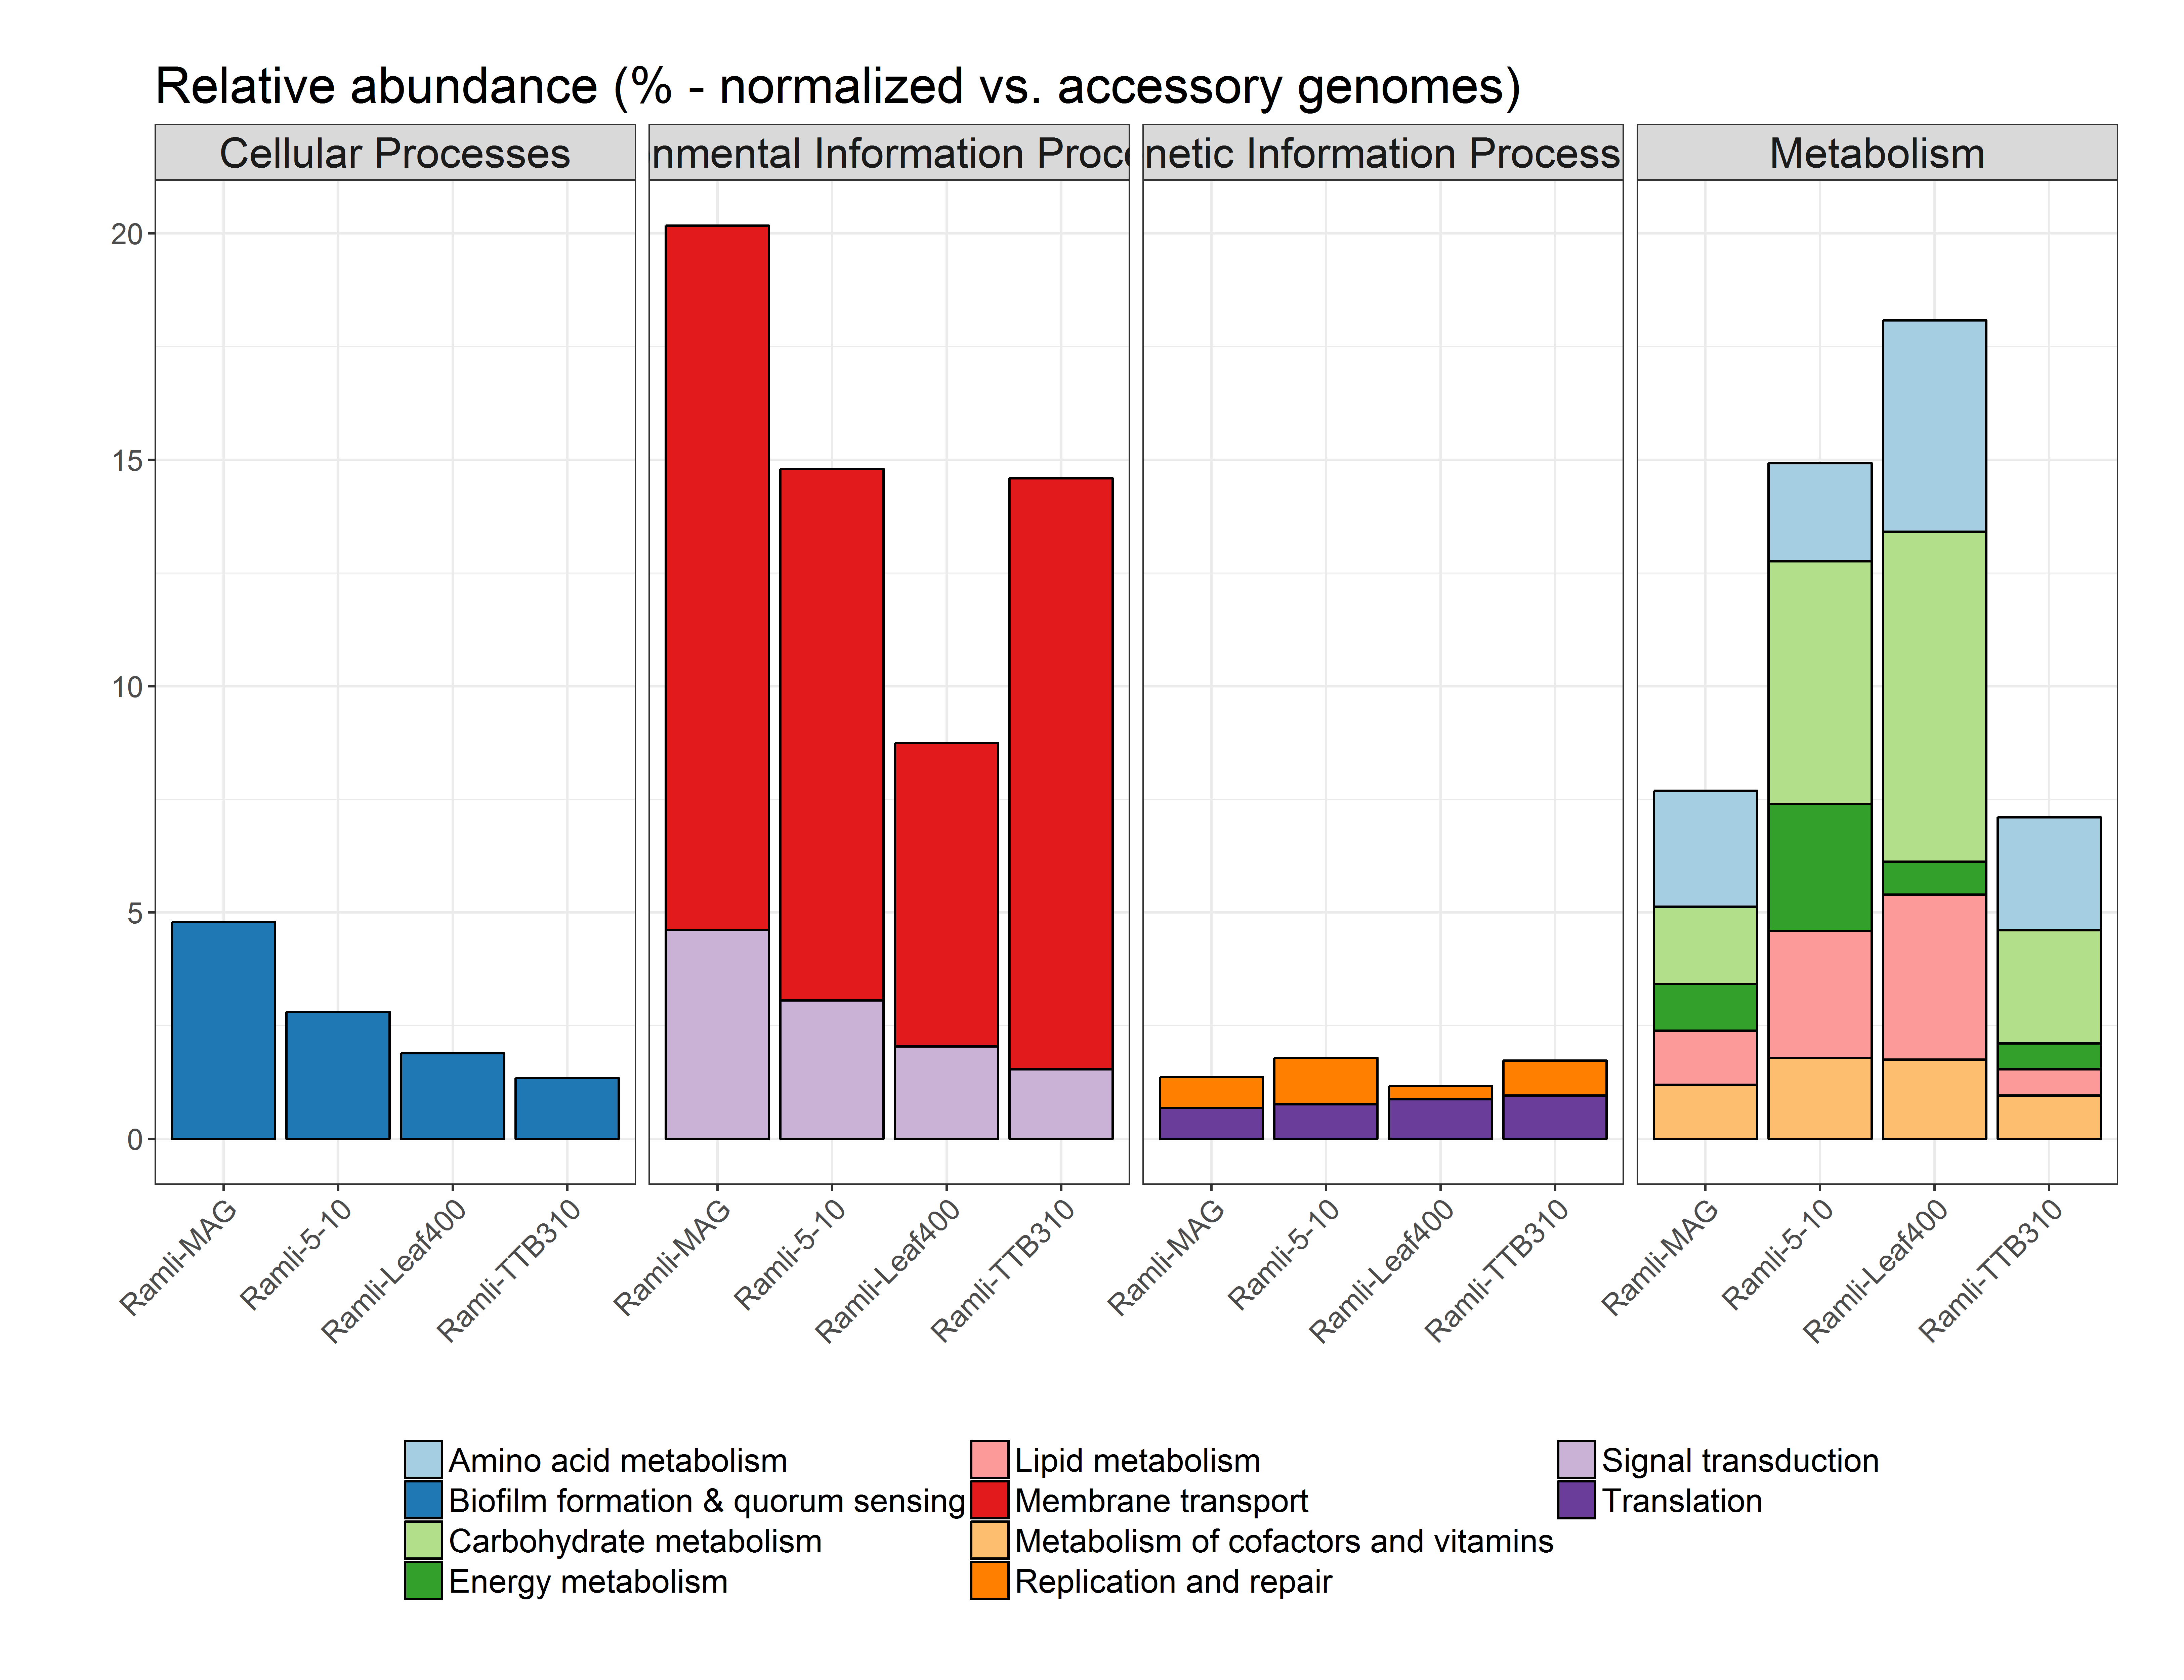 Relative abundance (% - normalized vs. accessory genomes)
Cellular Processes
nmental Information Proce
netic Information Process
Metabolism
20
15
10
5
0
Ramli-MAG
Ramli-5-10
Ramli-Leaf400
Ramli-TTB310
Ramli-MAG
Ramli-5-10
Ramli-Leaf400
Ramli-TTB310
Ramli-MAG
Ramli-5-10
Ramli-Leaf400
Ramli-TTB310
Ramli-MAG
Ramli-5-10
Ramli-Leaf400
Ramli-TTB310
Amino acid metabolism
Biofilm formation & quorum sensing
Carbohydrate metabolism
Energy metabolism
Lipid metabolism
Membrane transport
Metabolism of cofactors and vitamins
Replication and repair
Signal transduction
Translation